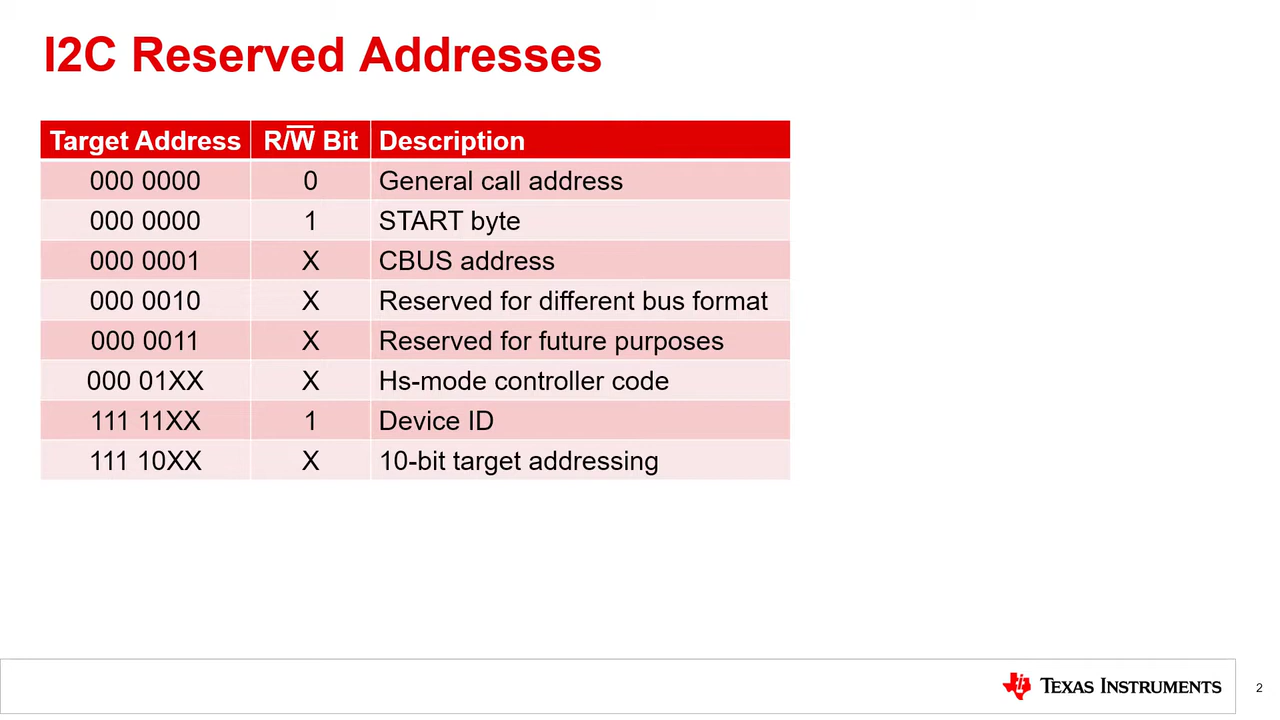 I2C Reserved Addresses
Target Address R/W̅ Bit Description
000 0000 0 General call address
000 0000 1 START byte
000 0001 X CBUS address
000 0010 X Reserved for different bus format
000 0011 X Reserved for future purposes
000 01XX X Hs-mode controller code
111 11XX 1 Device ID
111 10XX X 10-bit target addressing
Texas Instruments
2